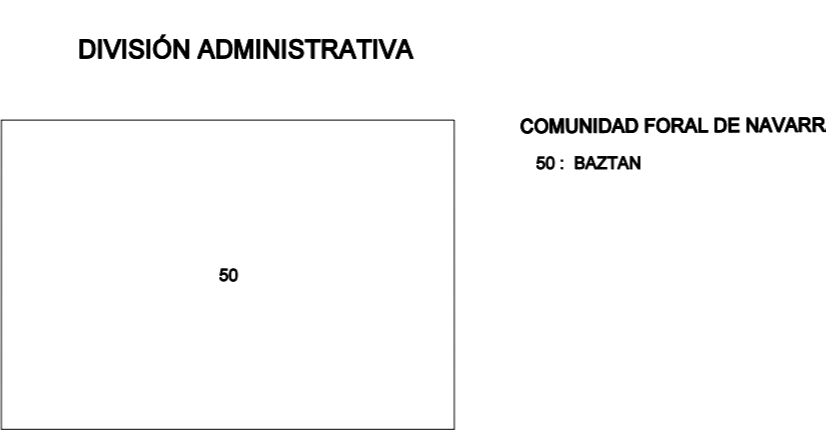 DIVISIÓN ADMINISTRATIVA
COMUNIDAD FORAL DE NAVARR
50 : BAZTAN
50